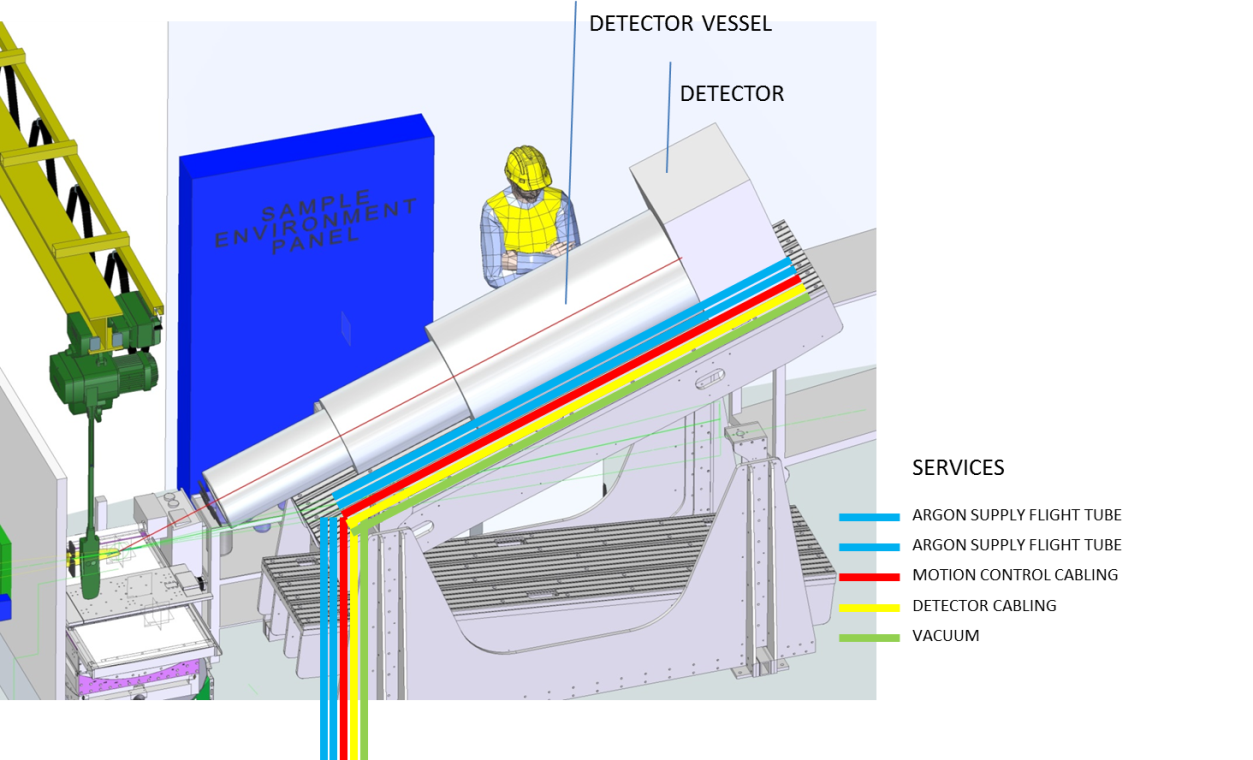 DETECTOR VESSEL
DETECTOR
SAMPLE
ENVIRONMENT
PANEL
SERVICES
ARGON SUPPLY FLIGHT TUBE
ARGON SUPPLY FLIGHT TUBE
MOTION CONTROL CABLING
DETECTOR CABLING
VACUUM